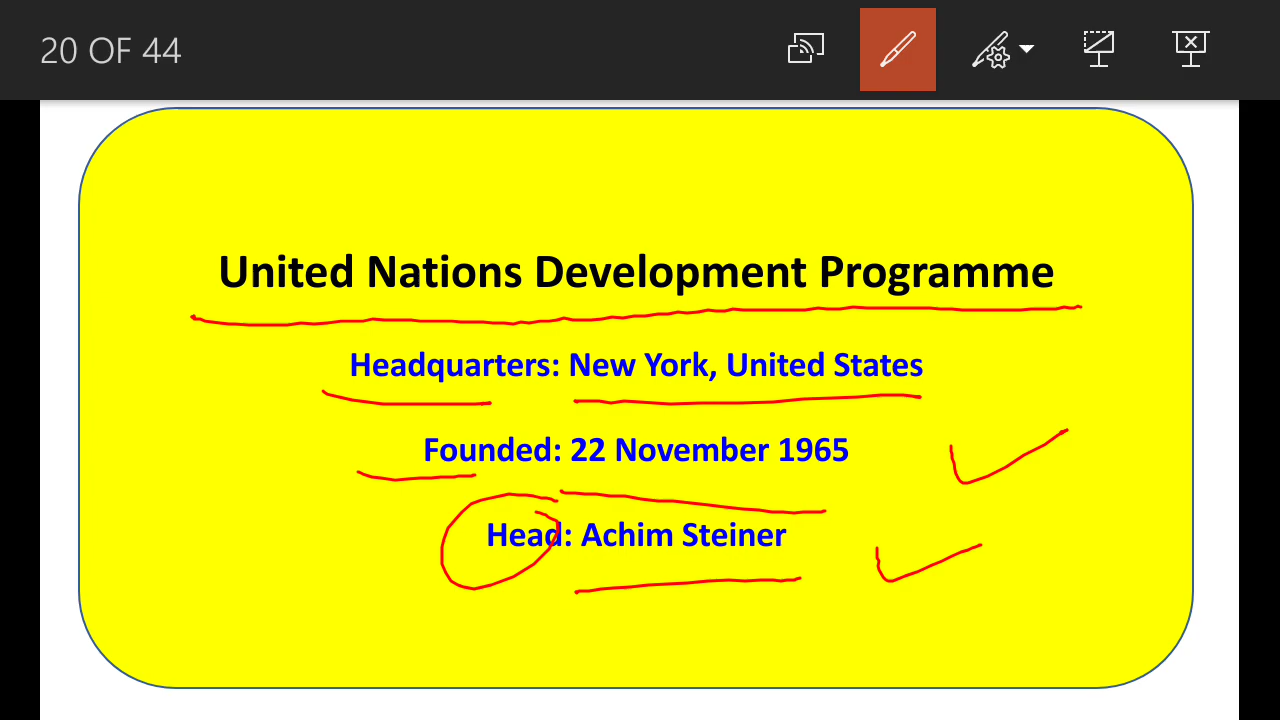 20 OF 44
United Nations Development Programme
Headquarters: New York, United States
Founded: 22 November 1965
Head: Achim Steiner